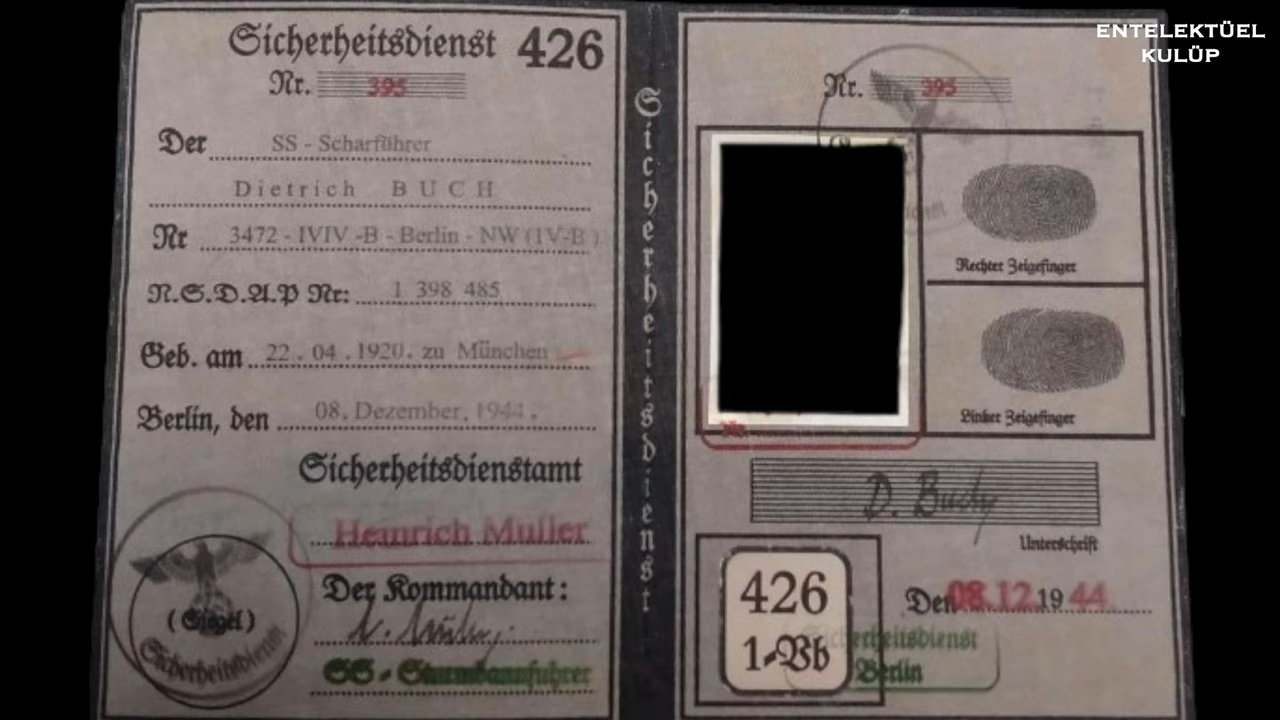 ENTELEKTÜEL
KULÜP
Sicherheitsdienst 426
Nr. 395
Der SS - Scharführer
Dietrich BUCH
Nr 3472 - IVIV -B - Berlin - NW (IV-B)
N.S.D.A.P Nr: 1 398 485
Geb. am 22. 04 .1920. zu München
Berlin, den 08. Dezember. 1944.
Sicherheitsdienstamt
Heinrich Muller
Der Kommandant:
SS - Sturmbannfuhrer
(Siegel)
Sicherheitsdienst
Sicherheitsdienst
Nr. 395
Rechter Zeigefinger
Linker Zeigefinger
D. Buch
Unterschrift
426
1-Vb
Den 08.12.19 44
Sicherheitsdienst
Berlin